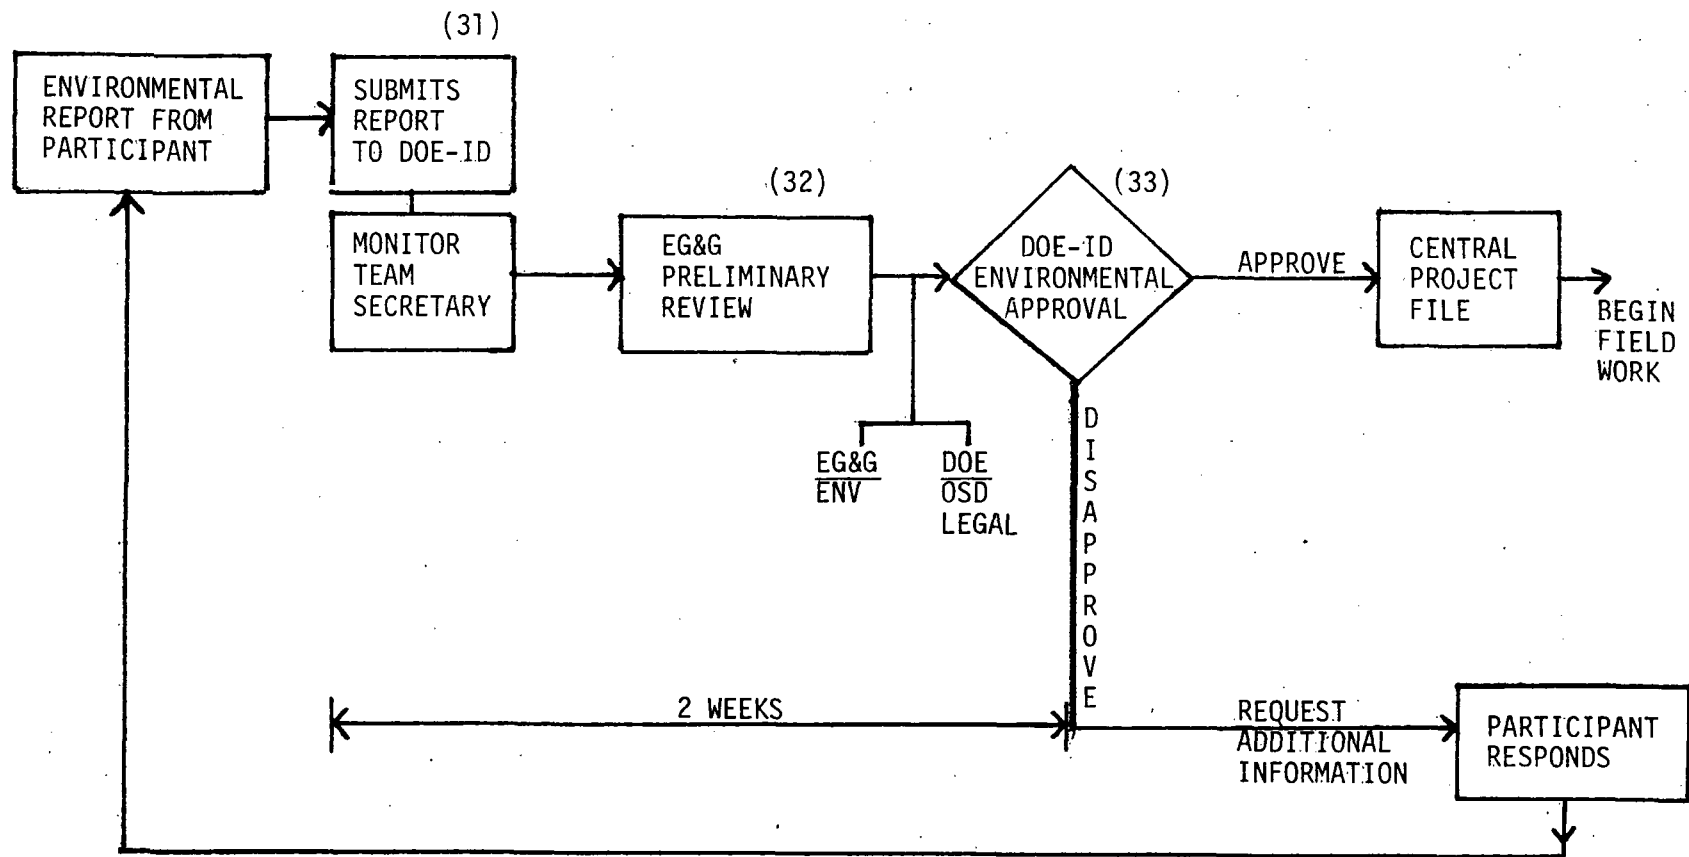 (31)
ENVIRONMENTAL
REPORT FROM
PARTICIPANT
SUBMITS
REPORT
TO DOE-ID
MONITOR
TEAM
SECRETARY
(32)
EG&G
PRELIMINARY
REVIEW
EG&G
ENV
DOE
OSD
LEGAL
(33)
DOE-ID
ENVIRONMENTAL
APPROVAL
APPROVE
CENTRAL
PROJECT
FILE
BEGIN
FIELD
WORK
DISAPPROVE
2 WEEKS
REQUEST
ADDITIONAL
INFORMATION
PARTICIPANT
RESPONDS